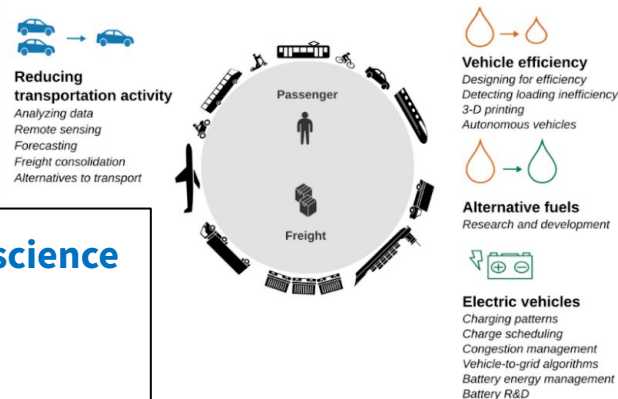 Reducing
transportation activity
Analyzing data
Remote sensing
Forecasting
Freight consolidation
Alternatives to transport
science
Passenger
Freight
Vehicle efficiency
Designing for efficiency
Detecting loading inefficiency
3-D printing
Autonomous vehicles
Alternative fuels
Research and development
Electric vehicles
Charging patterns
Charge scheduling
Congestion management
Vehicle-to-grid algorithms
Battery energy management
Battery R&D